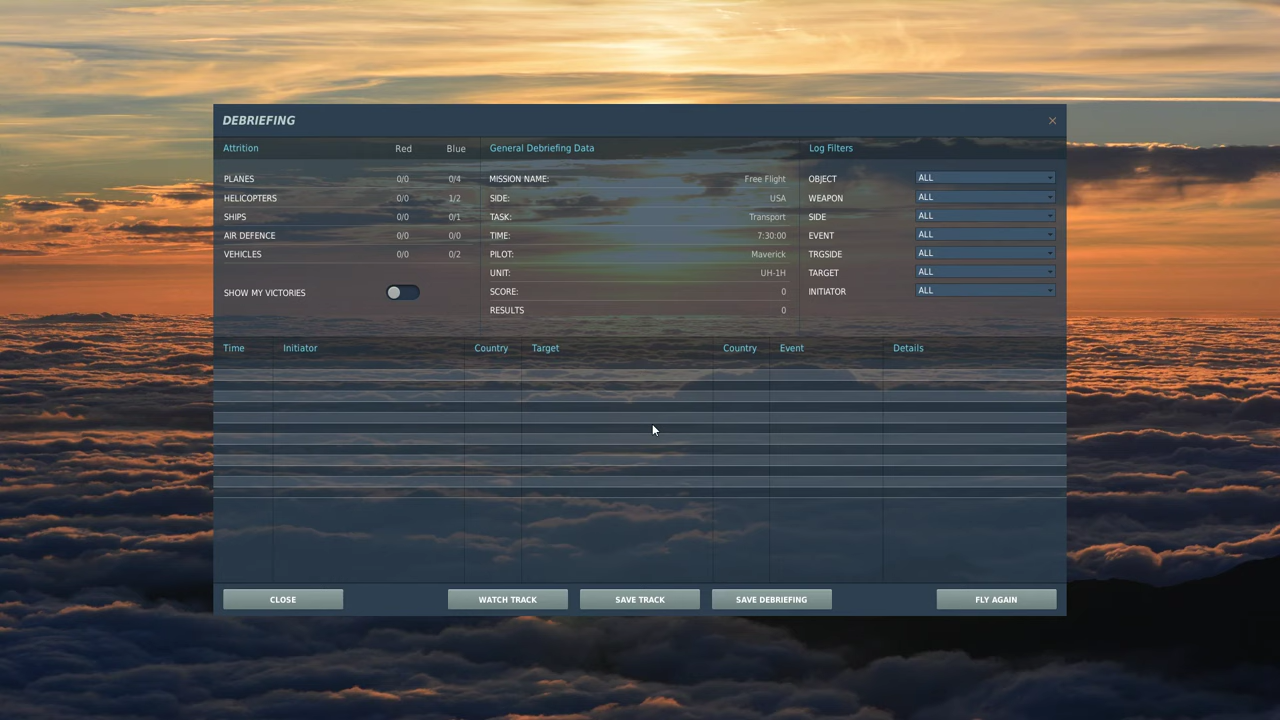 DEBRIEFING ×
Attrition Red Blue General Debriefing Data Log Filters
PLANES 0/0 0/4 MISSION NAME: Free Flight OBJECT ALL
HELICOPTERS 0/0 1/2 SIDE: USA WEAPON ALL
SHIPS 0/0 0/1 TASK: Transport SIDE ALL
AIR DEFENCE 0/0 0/0 TIME: 7:30:00 EVENT ALL
VEHICLES 0/0 0/2 PILOT: Maverick TRGSIDE ALL
UNIT: UH-1H TARGET ALL
SHOW MY VICTORIES SCORE: 0 INITIATOR ALL
RESULTS 0
Time Initiator Country Target Country Event Details
CLOSE WATCH TRACK SAVE TRACK SAVE DEBRIEFING FLY AGAIN